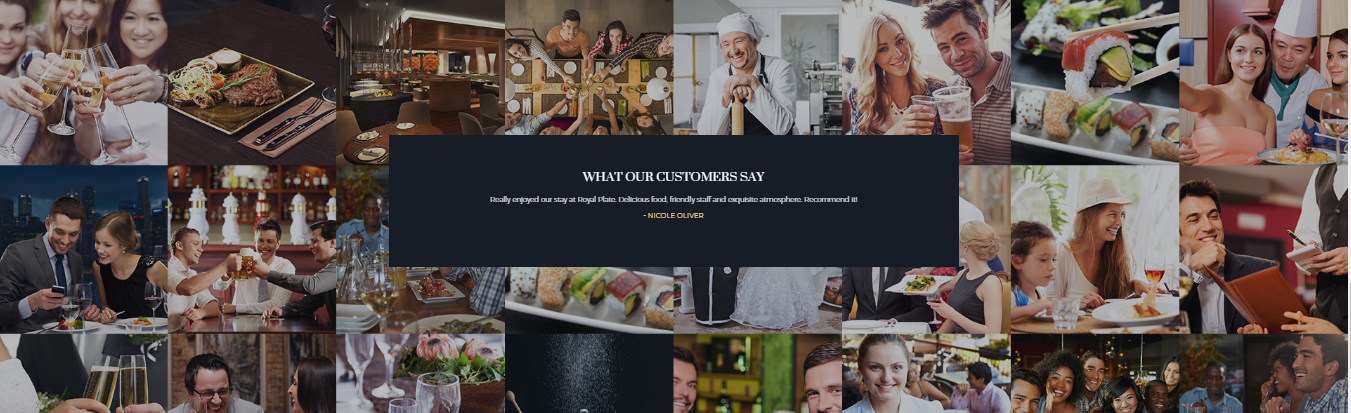 WHAT OUR CUSTOMERS SAY
Really enjoyed our stay at Royal Plate. Delicious food, friendly staff and exquisite atmosphere. Recommend it!
- NICOLE OLIVER